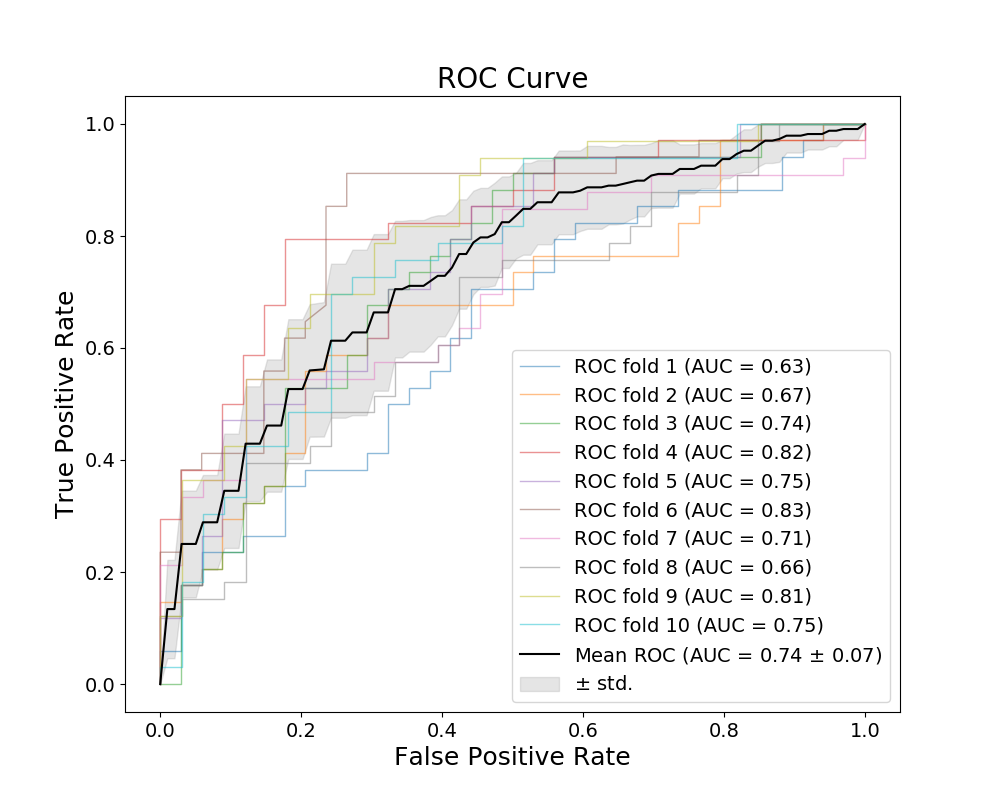 ROC Curve
True Positive Rate
1.0
0.8
0.6
0.4
0.2
0.0
ROC fold 1 (AUC = 0.63)
ROC fold 2 (AUC = 0.67)
ROC fold 3 (AUC = 0.74)
ROC fold 4 (AUC = 0.82)
ROC fold 5 (AUC = 0.75)
ROC fold 6 (AUC = 0.83)
ROC fold 7 (AUC = 0.71)
ROC fold 8 (AUC = 0.66)
ROC fold 9 (AUC = 0.81)
ROC fold 10 (AUC = 0.75)
Mean ROC (AUC = 0.74 ± 0.07)
± std.
0.0 0.2 0.4 0.6 0.8 1.0
False Positive Rate